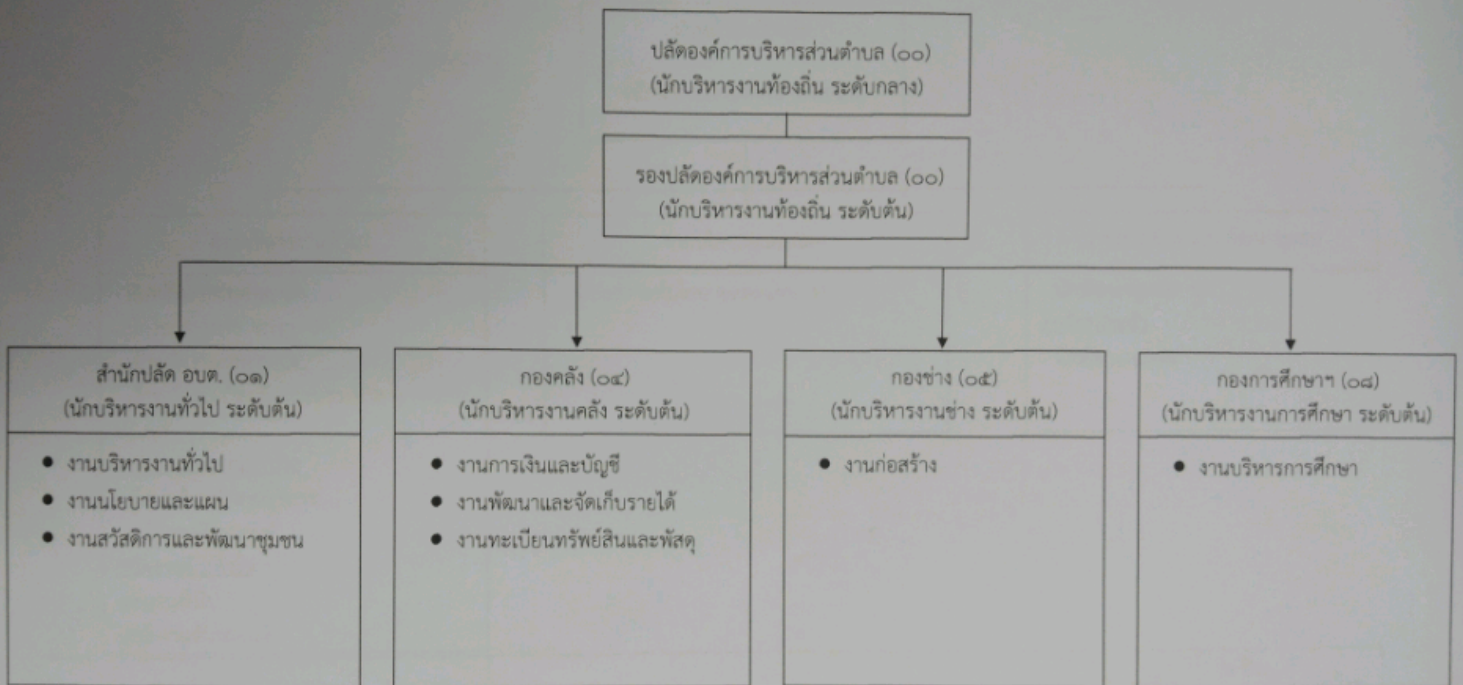 ปลัดองค์การบริหารส่วนตำบล (๐๐)
(นักบริหารงานท้องถิ่น ระดับกลาง)
รองปลัดองค์การบริหารส่วนตำบล (๐๐)
(นักบริหารงานท้องถิ่น ระดับต้น)
สำนักปลัด อบต. (๐๑)
(นักบริหารงานทั่วไป ระดับต้น)
● งานบริหารงานทั่วไป
● งานนโยบายและแผน
● งานสวัสดิการและพัฒนาชุมชน
กองคลัง (๐๔)
(นักบริหารงานคลัง ระดับต้น)
● งานการเงินและบัญชี
● งานพัฒนาและจัดเก็บรายได้
● งานทะเบียนทรัพย์สินและพัสดุ
กองช่าง (๐๕)
(นักบริหารงานช่าง ระดับต้น)
● งานก่อสร้าง
กองการศึกษาฯ (๐๘)
(นักบริหารงานการศึกษา ระดับต้น)
● งานบริหารการศึกษา